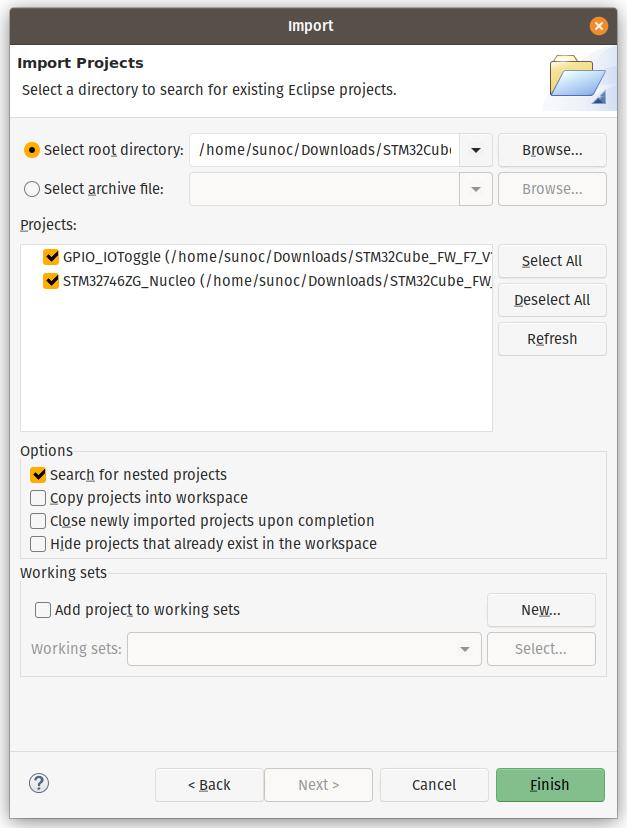 Import
Import Projects
Select a directory to search for existing Eclipse projects.
Select root directory: /home/sunoc/Downloads/STM32Cub Browse...
Select archive file: Browse...
Projects:
GPIO_IOToggle (/home/sunoc/Downloads/STM32Cube_FW_F7_V
STM32746ZG_Nucleo (/home/sunoc/Downloads/STM32Cube_FW_
Select All
Deselect All
Refresh
Options
Search for nested projects
Copy projects into workspace
Close newly imported projects upon completion
Hide projects that already exist in the workspace
Working sets
Add project to working sets New...
Working sets: Select...
? < Back Next > Cancel Finish